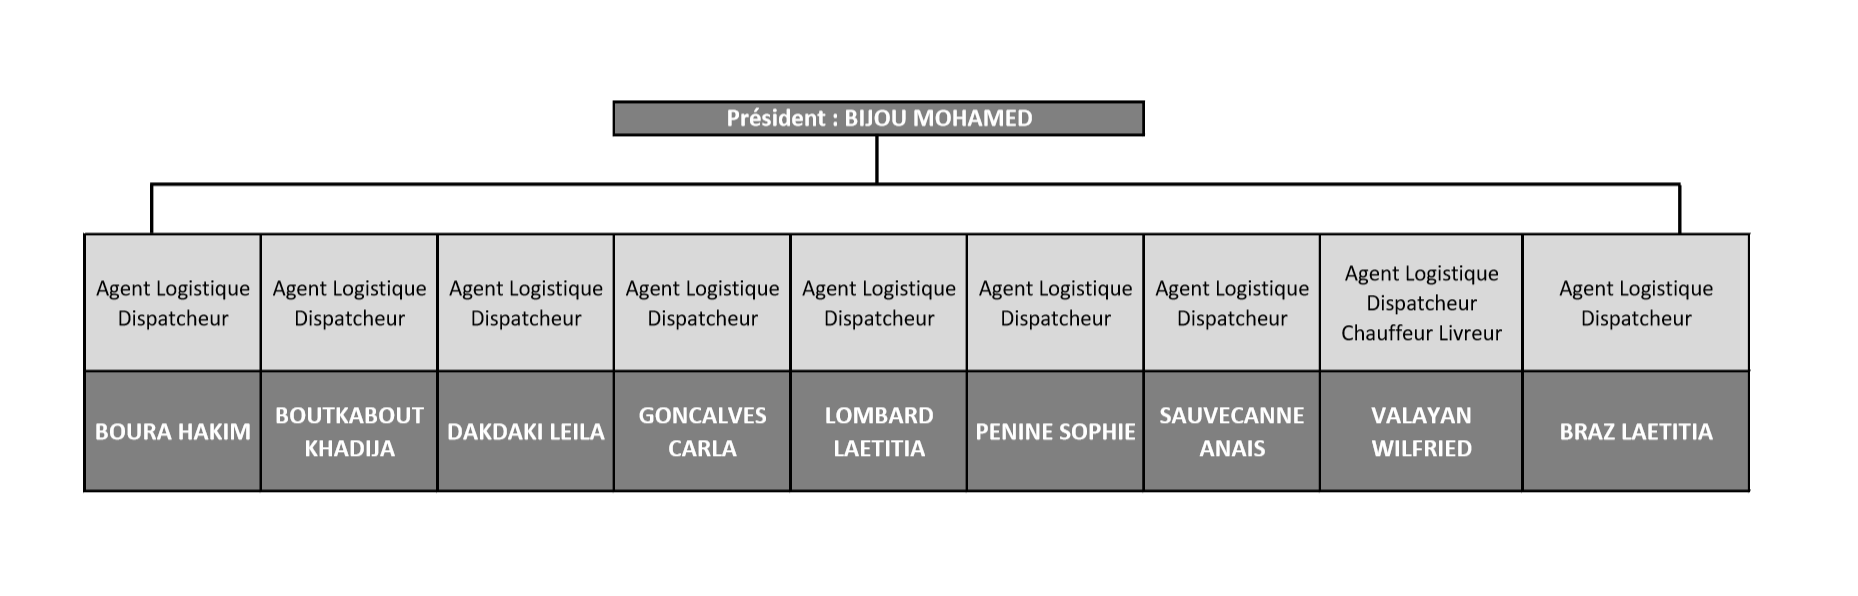 Président : BIJOU MOHAMED
Agent Logistique
Dispatcheur
Agent Logistique
Dispatcheur
Agent Logistique
Dispatcheur
Agent Logistique
Dispatcheur
Agent Logistique
Dispatcheur
Agent Logistique
Dispatcheur
Agent Logistique
Dispatcheur
Agent Logistique
Dispatcheur
Chauffeur Livreur
Agent Logistique
Dispatcheur
BOURA HAKIM
BOUTKABOUT
KHADIJA
DAKDAKI LEILA
GONCALVES
CARLA
LOMBARD
LAETITIA
PENINE SOPHIE
SAUVECANNE
ANAIS
VALAYAN
WILFRIED
BRAZ LAETITIA